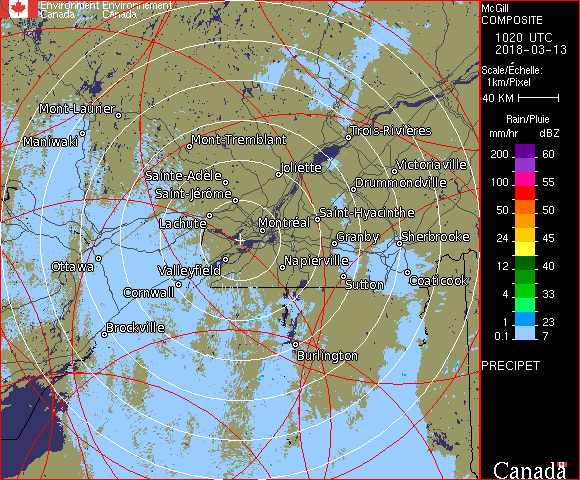 Environment Environnement
Canada Canada
McGill
COMPOSITE
1020 UTC
2018-03-13
Scale/Échelle:
1km/Pixel
40 KM
Rain/Pluie
mm/hr dBZ
200 60
100 55
50 50
24 45
12 40
4 33
1 23
0.1 7
PRECIPET
Canada
Mont-Laurier
Maniwaki
Mont-Tremblant
Trois-Rivières
Sainte-Adèle
Joliette
Victoriaville
Saint-Jérôme
Drummondville
Lachute
Saint-Hyacinthe
Montréal
Granby
Sherbrooke
Ottawa
Valleyfield
Napierville
Cornwall
Sutton
Coaticook
Brockville
Burlington